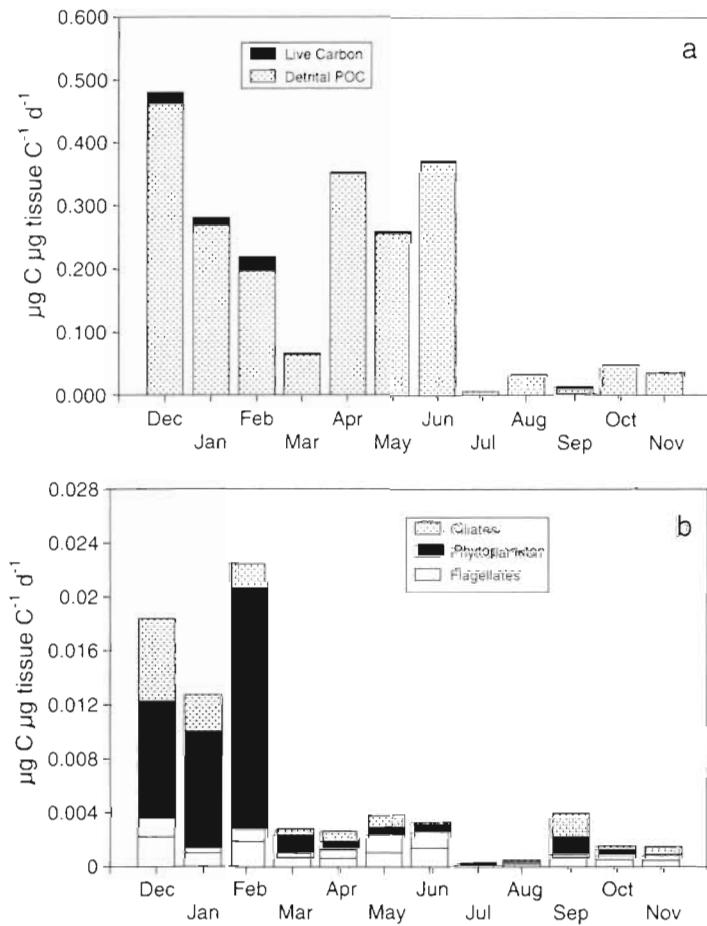 a
0.600
0.500
0.400
0.300
0.200
0.100
0.000
µg C µg tissue C⁻¹ d⁻¹
Live Carbon
Detrital POC
Dec Feb Apr Jun Aug Oct
Jan Mar May Jul Sep Nov
b
0.028
0.024
0.02
0.016
0.012
0.008
0.004
0
µg C µg tissue C⁻¹ d⁻¹
Ciliates
Phytoplankton
Flagellates
Dec Feb Apr Jun Aug Oct
Jan Mar May Jul Sep Nov